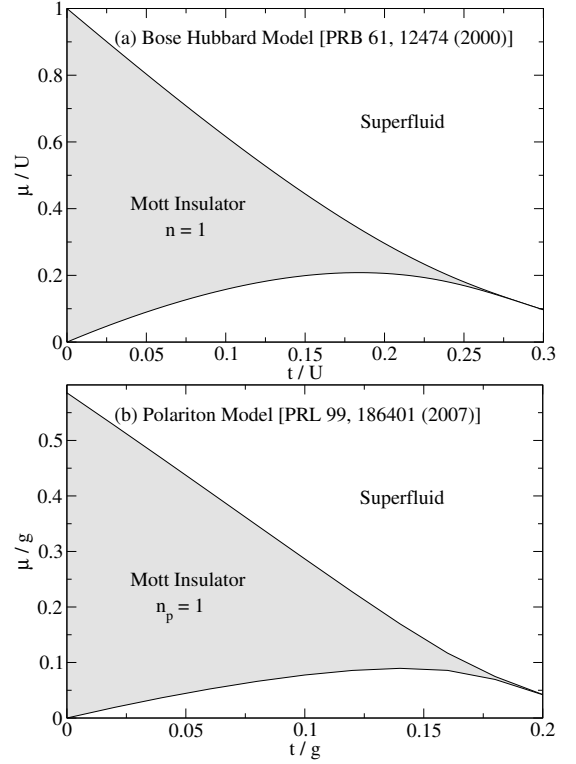 1
(a) Bose Hubbard Model [PRB 61, 12474 (2000)]
0.8
Superfluid
0.6
μ / U
Mott Insulator
0.4
n = 1
0.2
0
0
0.05
0.1
0.15
0.2
0.25
0.3
t / U
(b) Polariton Model [PRL 99, 186401 (2007)]
0.5
Superfluid
0.4
μ / g
0.3
Mott Insulator
0.2
n_p = 1
0.1
0
0
0.05
0.1
0.15
0.2
t / g